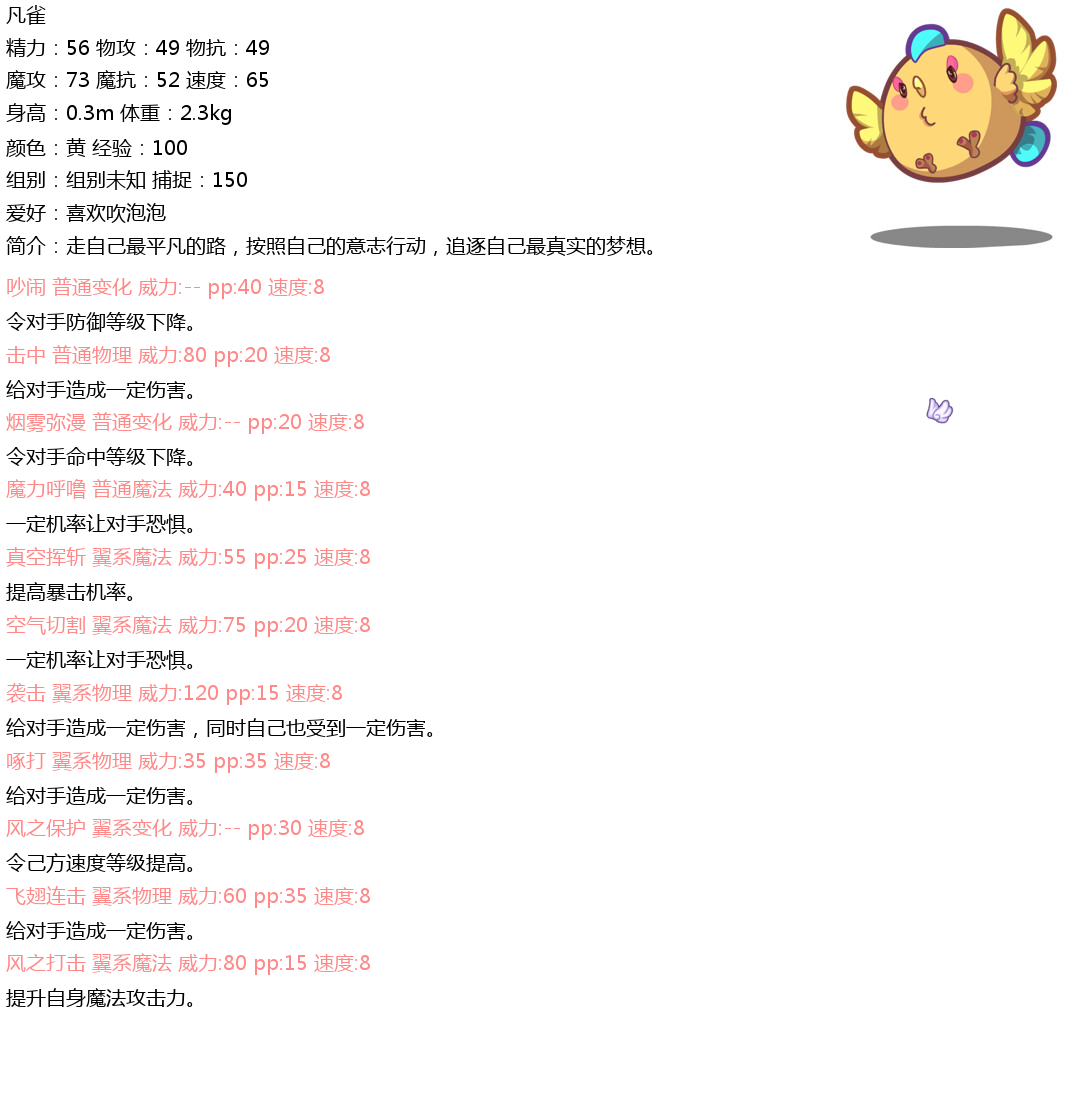 凡雀
精力：56 物攻：49 物抗：49
魔攻：73 魔抗：52 速度：65
身高：0.3m 体重：2.3kg
颜色：黄 经验：100
组别：组别未知 捕捉：150
爱好：喜欢吹泡泡
简介：走自己最平凡的路，按照自己的意志行动，追逐自己最真实的梦想。
吵闹 普通变化 威力:-- pp:40 速度:8
令对手防御等级下降。
击中 普通物理 威力:80 pp:20 速度:8
给对手造成一定伤害。
烟雾弥漫 普通变化 威力:-- pp:20 速度:8
令对手命中等级下降。
魔力呼噜 普通魔法 威力:40 pp:15 速度:8
一定机率让对手恐惧。
真空挥斩 翼系魔法 威力:55 pp:25 速度:8
提高暴击机率。
空气切割 翼系魔法 威力:75 pp:20 速度:8
一定机率让对手恐惧。
袭击 翼系物理 威力:120 pp:15 速度:8
给对手造成一定伤害，同时自己也受到一定伤害。
啄打 翼系物理 威力:35 pp:35 速度:8
给对手造成一定伤害。
风之保护 翼系变化 威力:-- pp:30 速度:8
令己方速度等级提高。
飞翅连击 翼系物理 威力:60 pp:35 速度:8
给对手造成一定伤害。
风之打击 翼系魔法 威力:80 pp:15 速度:8
提升自身魔法攻击力。